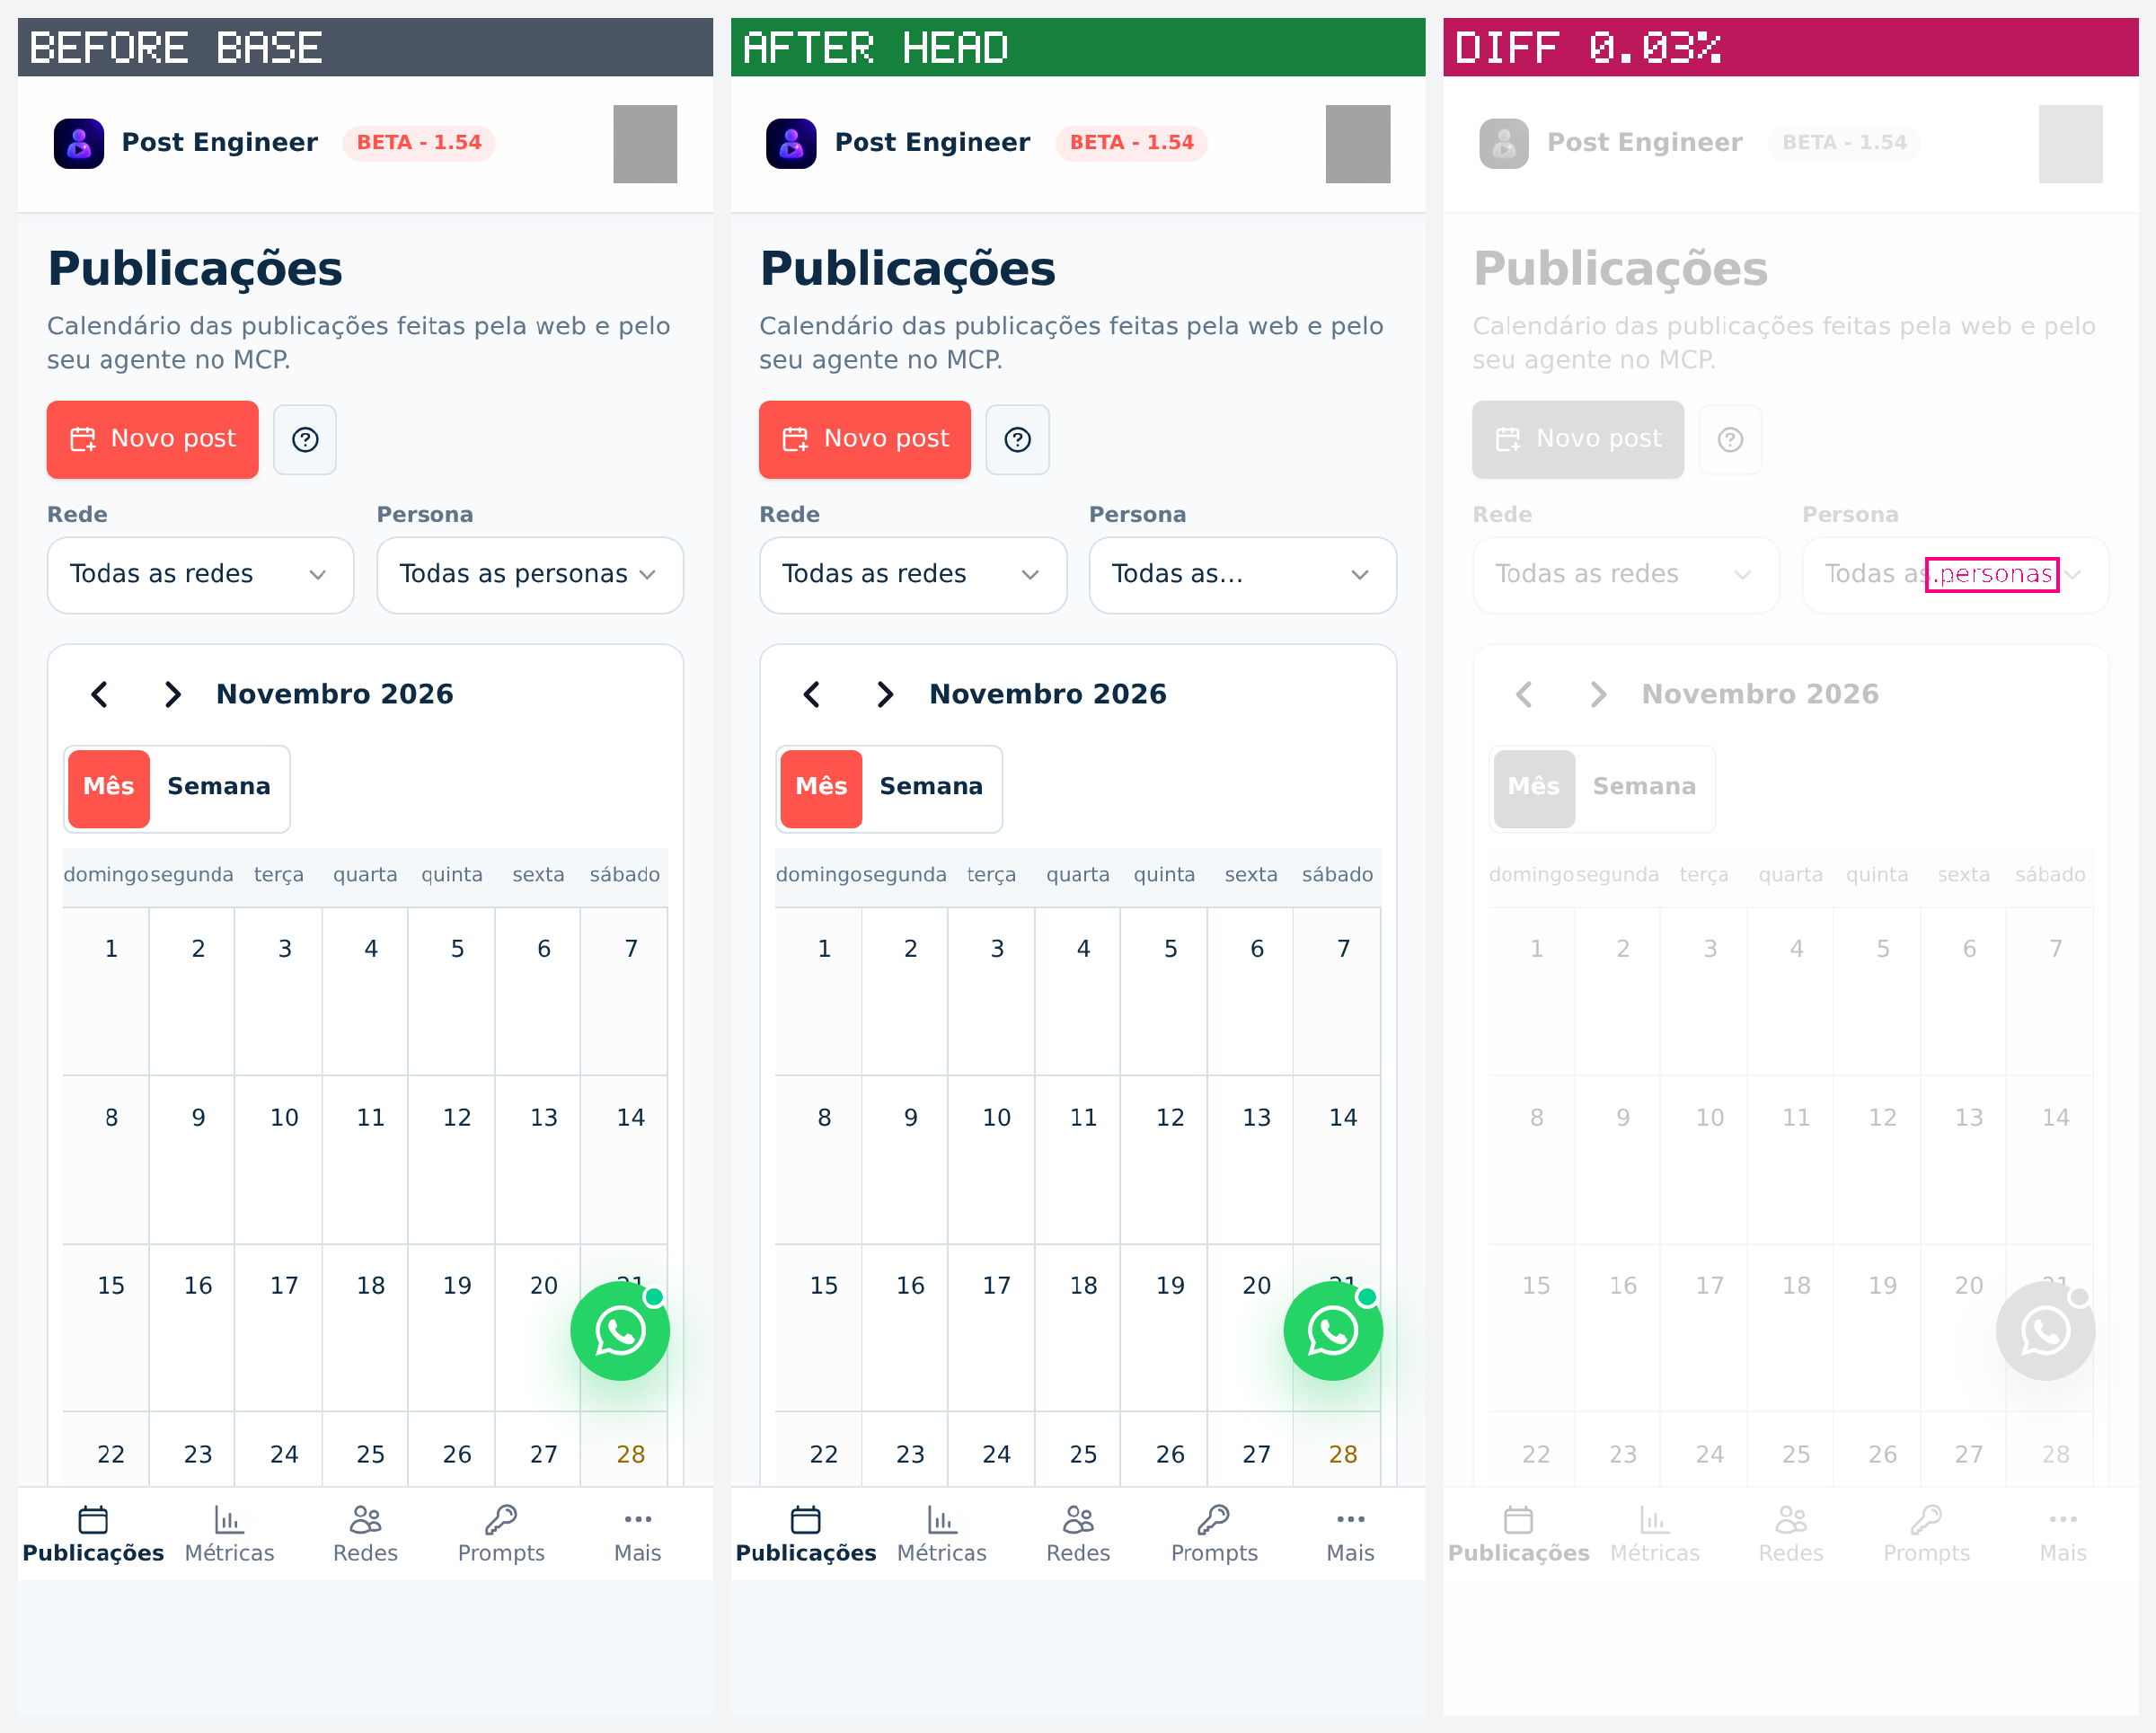 BEFORE BASE
Post Engineer BETA - 1.54
Publicações
Calendário das publicações feitas pela web e pelo
seu agente no MCP.
Novo post
Rede Persona
Todas as redes Todas as personas
Novembro 2026
Mês Semana
domingo segunda terça quarta quinta sexta sábado
1 2 3 4 5 6 7
8 9 10 11 12 13 14
15 16 17 18 19 20 21
22 23 24 25 26 27 28
Publicações Métricas Redes Prompts Mais
AFTER HEAD
Post Engineer BETA - 1.54
Publicações
Calendário das publicações feitas pela web e pelo
seu agente no MCP.
Novo post
Rede Persona
Todas as redes Todas as...
Novembro 2026
Mês Semana
domingo segunda terça quarta quinta sexta sábado
1 2 3 4 5 6 7
8 9 10 11 12 13 14
15 16 17 18 19 20 21
22 23 24 25 26 27 28
Publicações Métricas Redes Prompts Mais
DIFF 0.03%
Post Engineer BETA - 1.54
Publicações
Calendário das publicações feitas pela web e pelo
seu agente no MCP.
Novo post
Rede Persona
Todas as redes Todas as personas
Novembro 2026
Mês Semana
domingo segunda terça quarta quinta sexta sábado
1 2 3 4 5 6 7
8 9 10 11 12 13 14
15 16 17 18 19 20 21
22 23 24 25 26 27 28
Publicações Métricas Redes Prompts Mais